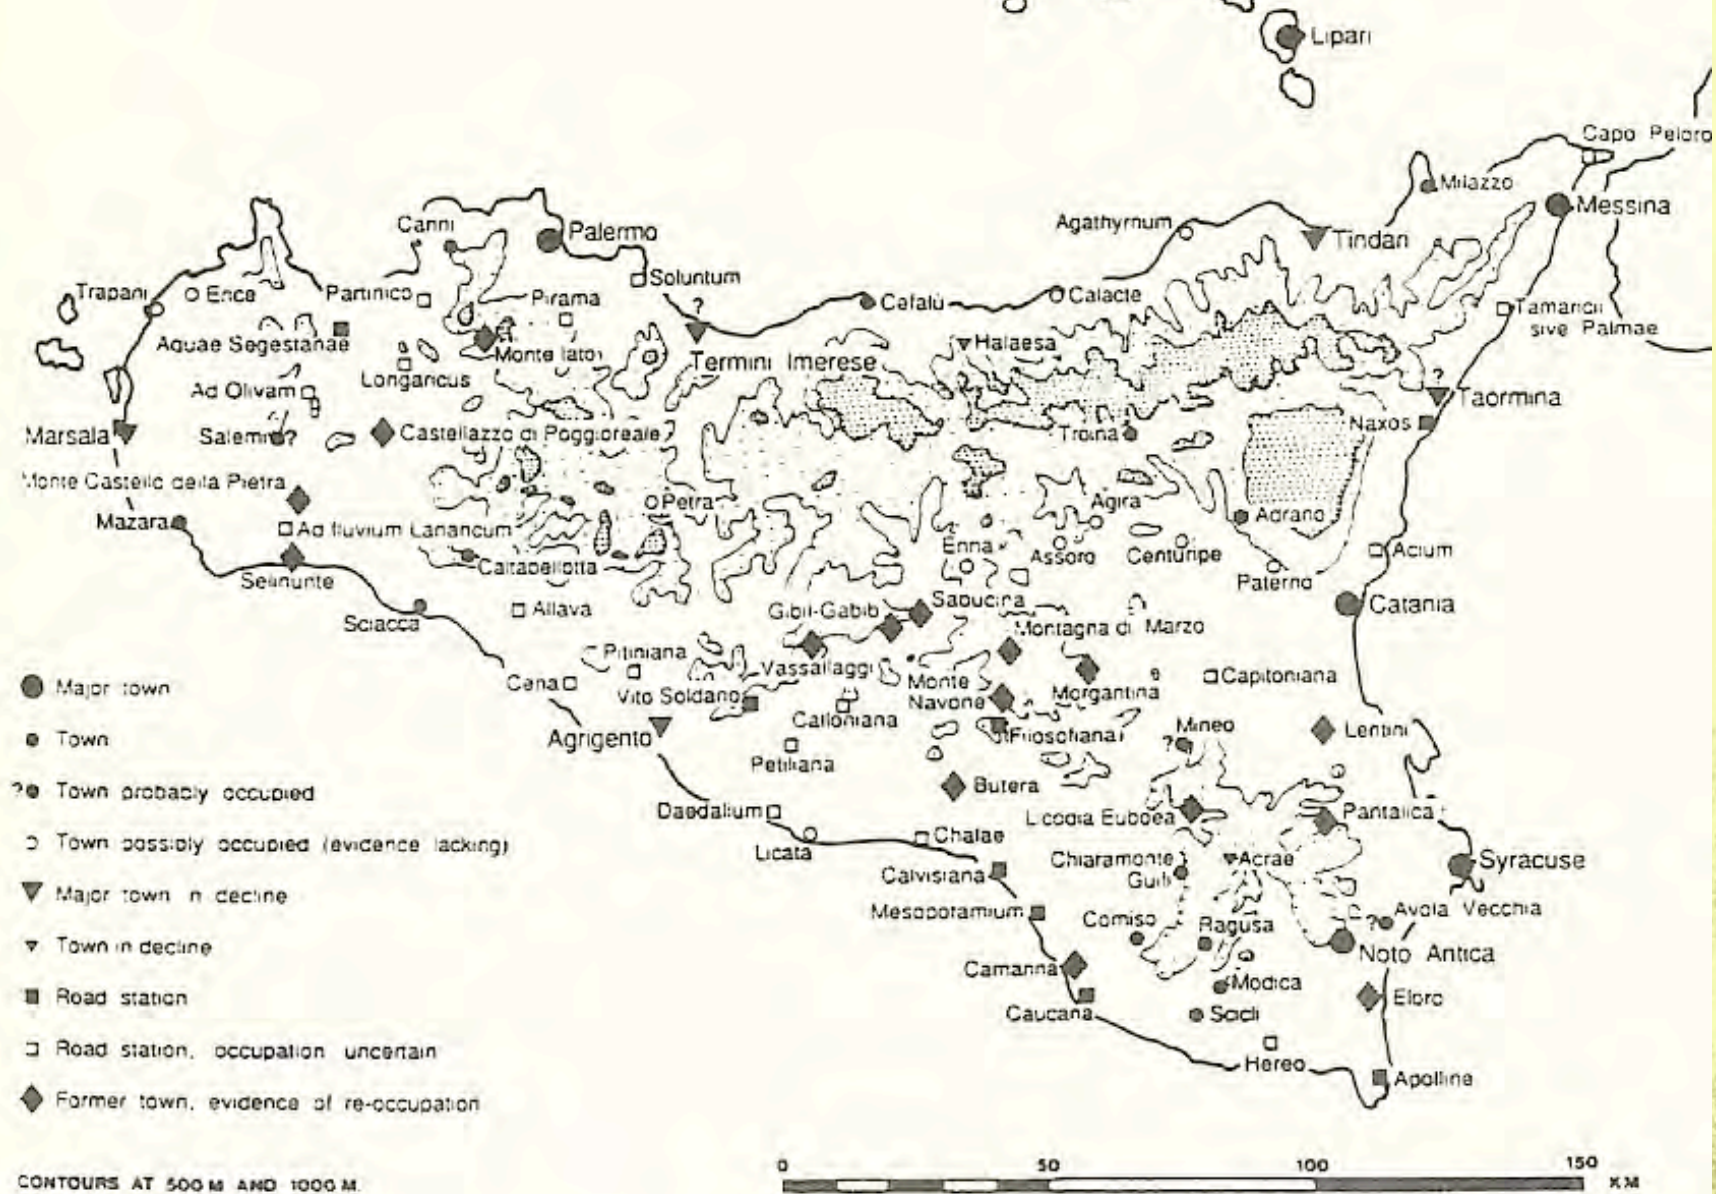 Lipari
Capo Peloro
Milazzo
Messina
Canni
Palermo
Agathyrnum
Tindari
Trapani
Erice
Partinico
Soluntum
Pirama
?
Cefalù
Calacte
Tamaricii
sive Palmae
Aquae Segestanae
Monte Iato
Termini Imerese
Halaesa
?
Longaricus
Ad Olivam
Taormina
Marsala
Salemi ?
Castellazzo di Poggioreale
Troina
Naxos
Monte Castello della Pietra
Petra
Agira
Mazara
Ad fluvium Lanarium
Adrano
Enna
Assoro
Centuripe
Acium
Selinunte
Caltabellotta
Paterno
Sciacca
Allava
Gibil-Gabib
Sabucina
Catania
Montagna di Marzo
Pitiniana
Vassallaggi
Monte
Navone
Morgantina
Capitoniana
Cena
Vito Soldano
Calloniana
Agrigento
Filosofiana
Mineo
?
Lentini
Petiliana
Butera
Daedalium
Licodia Euboea
Pantalica
Licata
Chalae
Chiaramonte
Gulfi
Acrae
Syracuse
Calvisiana
Mesopotamium
Comiso
Ragusa
? Avola Vecchia
Noto Antica
Camarina
Modica
Eloro
Caucana
Scicli
Hereo
Apolline
Major town
Town
? Town probably occupied
Town possibly occupied (evidence lacking)
Major town in decline
Town in decline
Road station
Road station, occupation uncertain
Former town, evidence of re-occupation
CONTOURS AT 500 M AND 1000 M.
0 50 100 150
KM